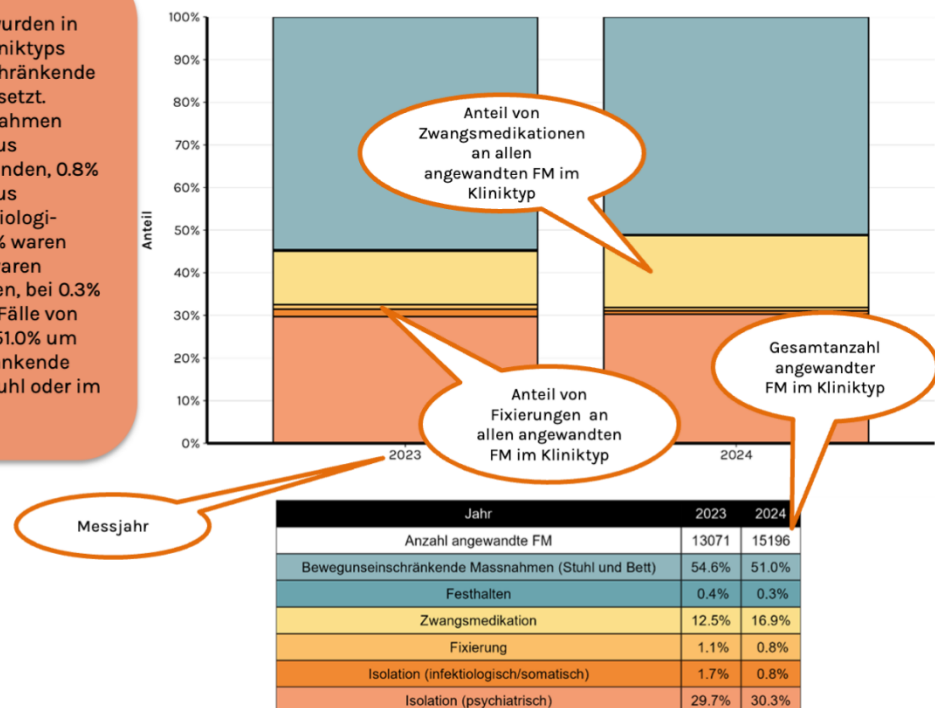 wurden in
niktyps
hränkende
setzt.
ahmen
us
nden, 0.8%
us
iologi-
% waren
aren
en, bei 0.3%
Fälle von
51.0% um
änkende
uhl oder im
Anteil
100%
90%
80%
70%
60%
50%
40%
30%
20%
10%
0%
2023
2024
Anteil von
Zwangsmedikationen
an allen
angewandten FM im
Kliniktyp
Anteil von
Fixierungen an
allen angewandten
FM im Kliniktyp
Gesamtanzahl
angewandter
FM im Kliniktyp
Messjahr
Jahr 2023 2024
Anzahl angewandte FM 13071 15196
Bewegunseinschränkende Massnahmen (Stuhl und Bett) 54.6% 51.0%
Festhalten 0.4% 0.3%
Zwangsmedikation 12.5% 16.9%
Fixierung 1.1% 0.8%
Isolation (infektiologisch/somatisch) 1.7% 0.8%
Isolation (psychiatrisch) 29.7% 30.3%